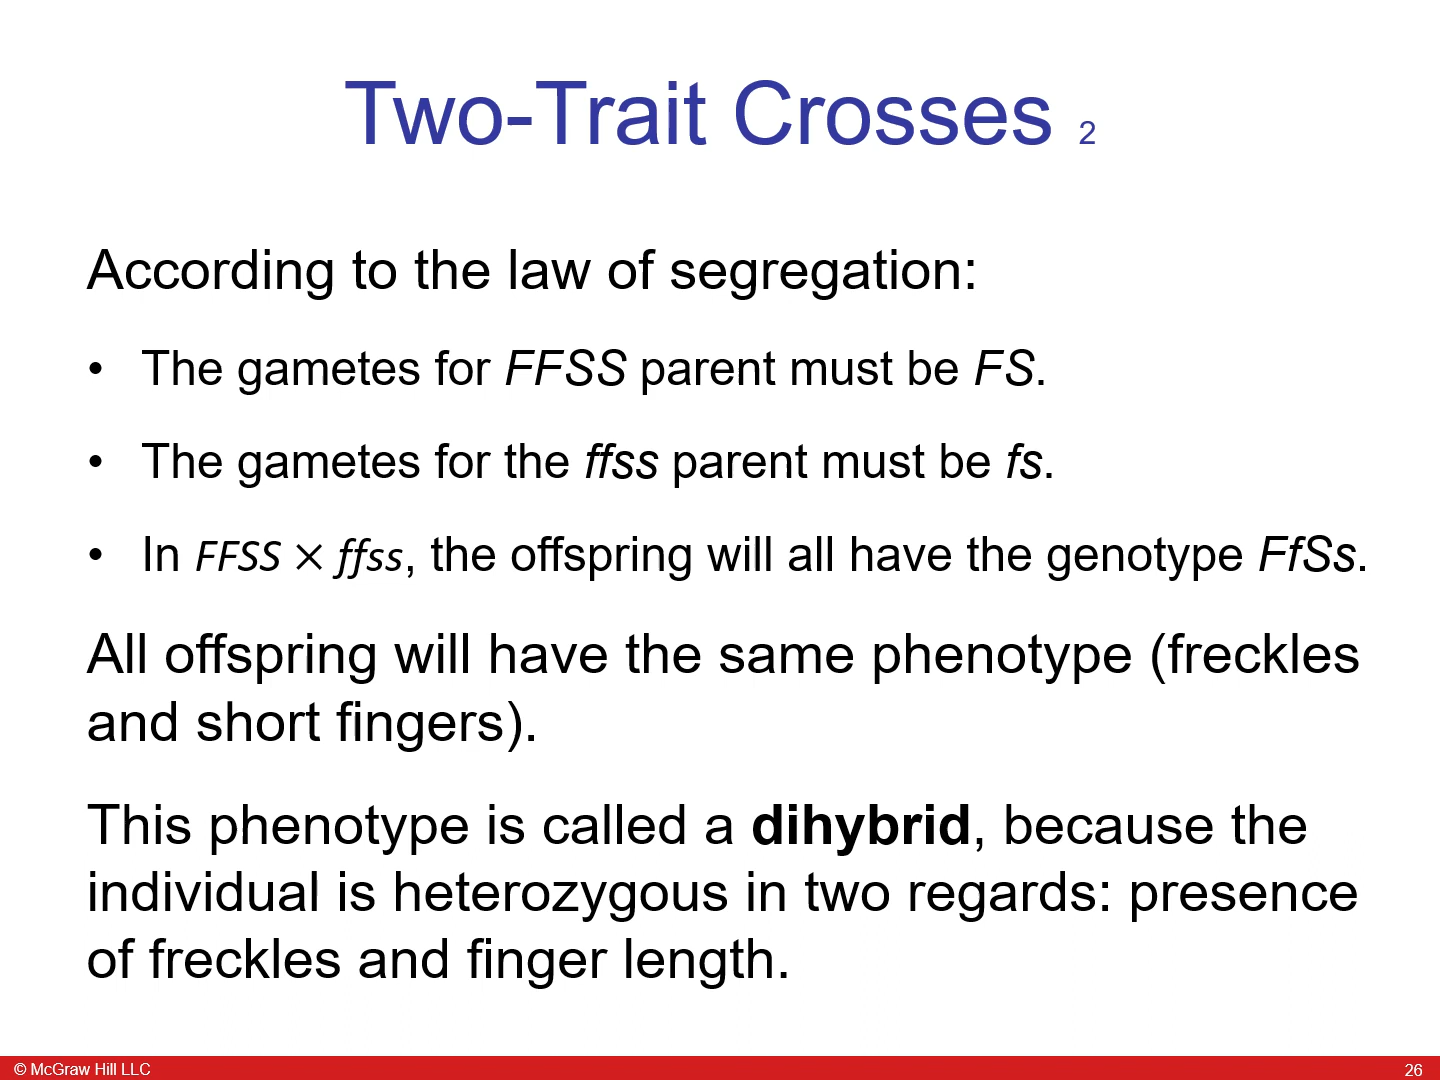 Two-Trait Crosses 2
According to the law of segregation:
• The gametes for FFSS parent must be FS.
• The gametes for the ffss parent must be fs.
• In FFSS × ffss, the offspring will all have the genotype FfSs.
All offspring will have the same phenotype (freckles
and short fingers).
This phenotype is called a dihybrid, because the
individual is heterozygous in two regards: presence
of freckles and finger length.
© McGraw Hill LLC
26